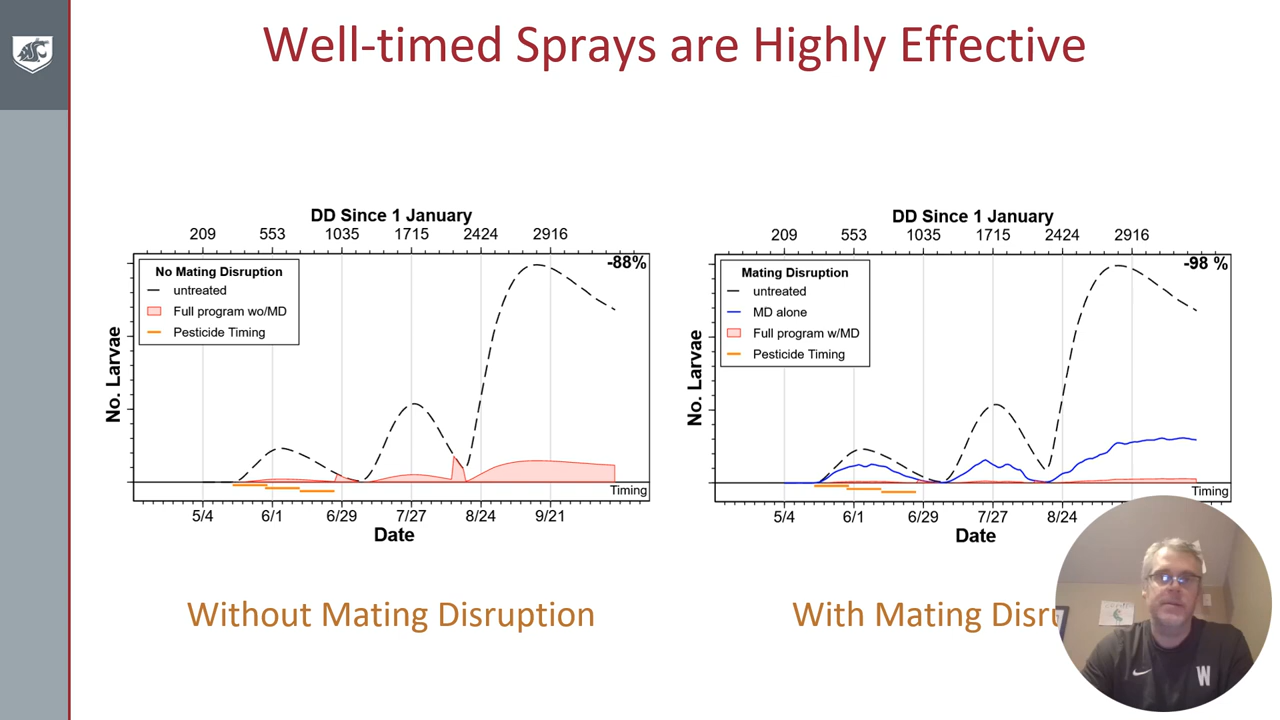 Well-timed Sprays are Highly Effective
DD Since 1 January
209 553 1035 1715 2424 2916
-88%
No Mating Disruption
untreated
Full program wo/MD
Pesticide Timing
No. Larvae
Timing
5/4 6/1 6/29 7/27 8/24 9/21
Date
Without Mating Disruption
DD Since 1 January
209 553 1035 1715 2424 2916
-98 %
Mating Disruption
untreated
MD alone
Full program w/MD
Pesticide Timing
No. Larvae
Timing
5/4 6/1 6/29 7/27 8/24
Date
With Mating Disru
W